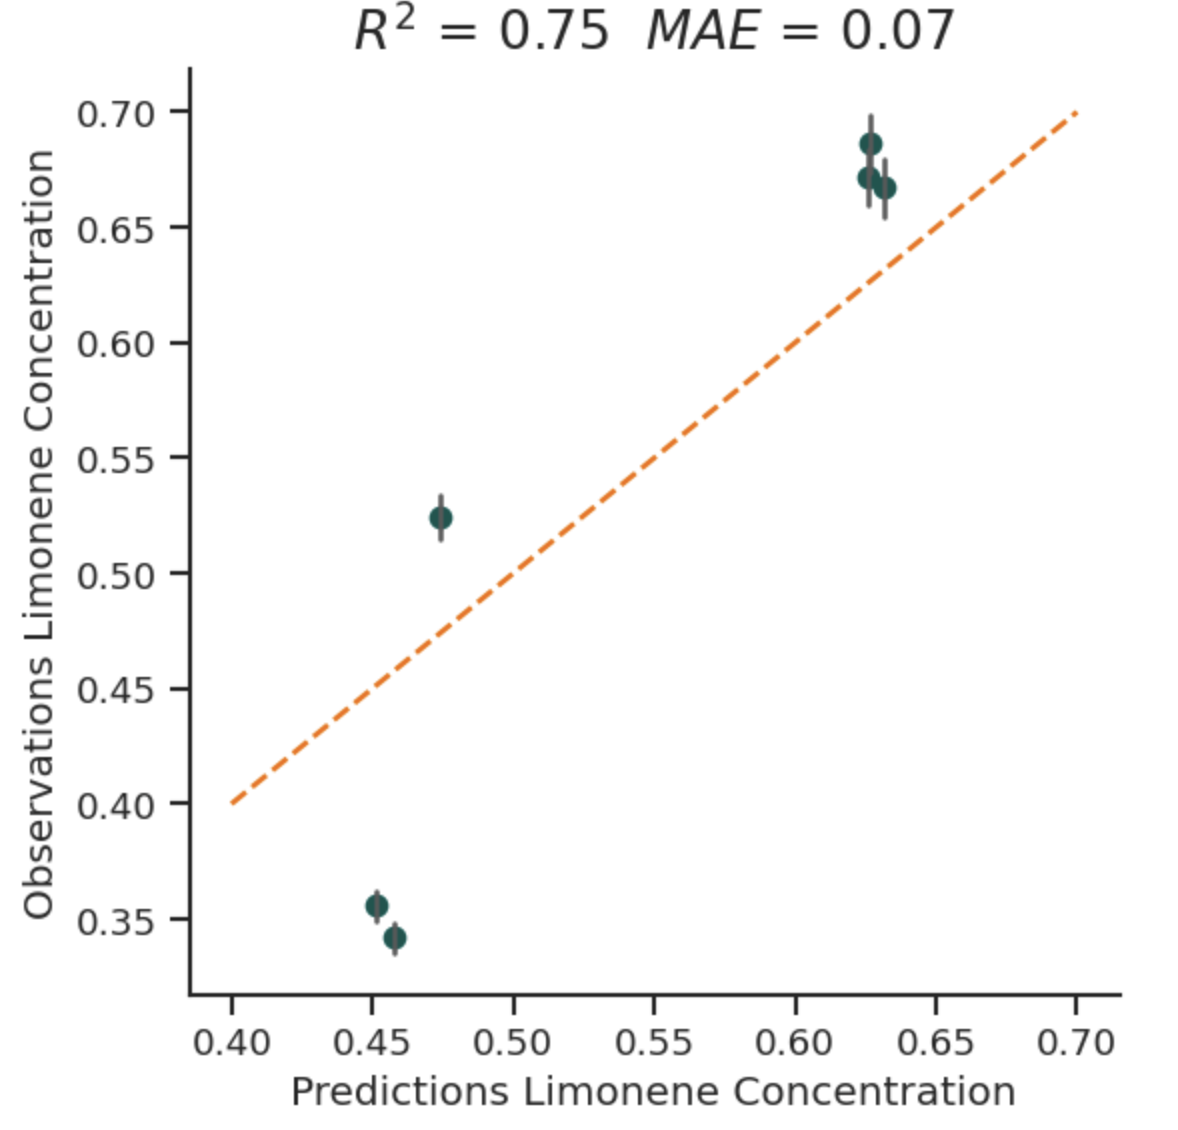 R² = 0.75 MAE = 0.07
Observations Limonene Concentration
0.70
0.65
0.60
0.55
0.50
0.45
0.40
0.35
0.40 0.45 0.50 0.55 0.60 0.65 0.70
Predictions Limonene Concentration